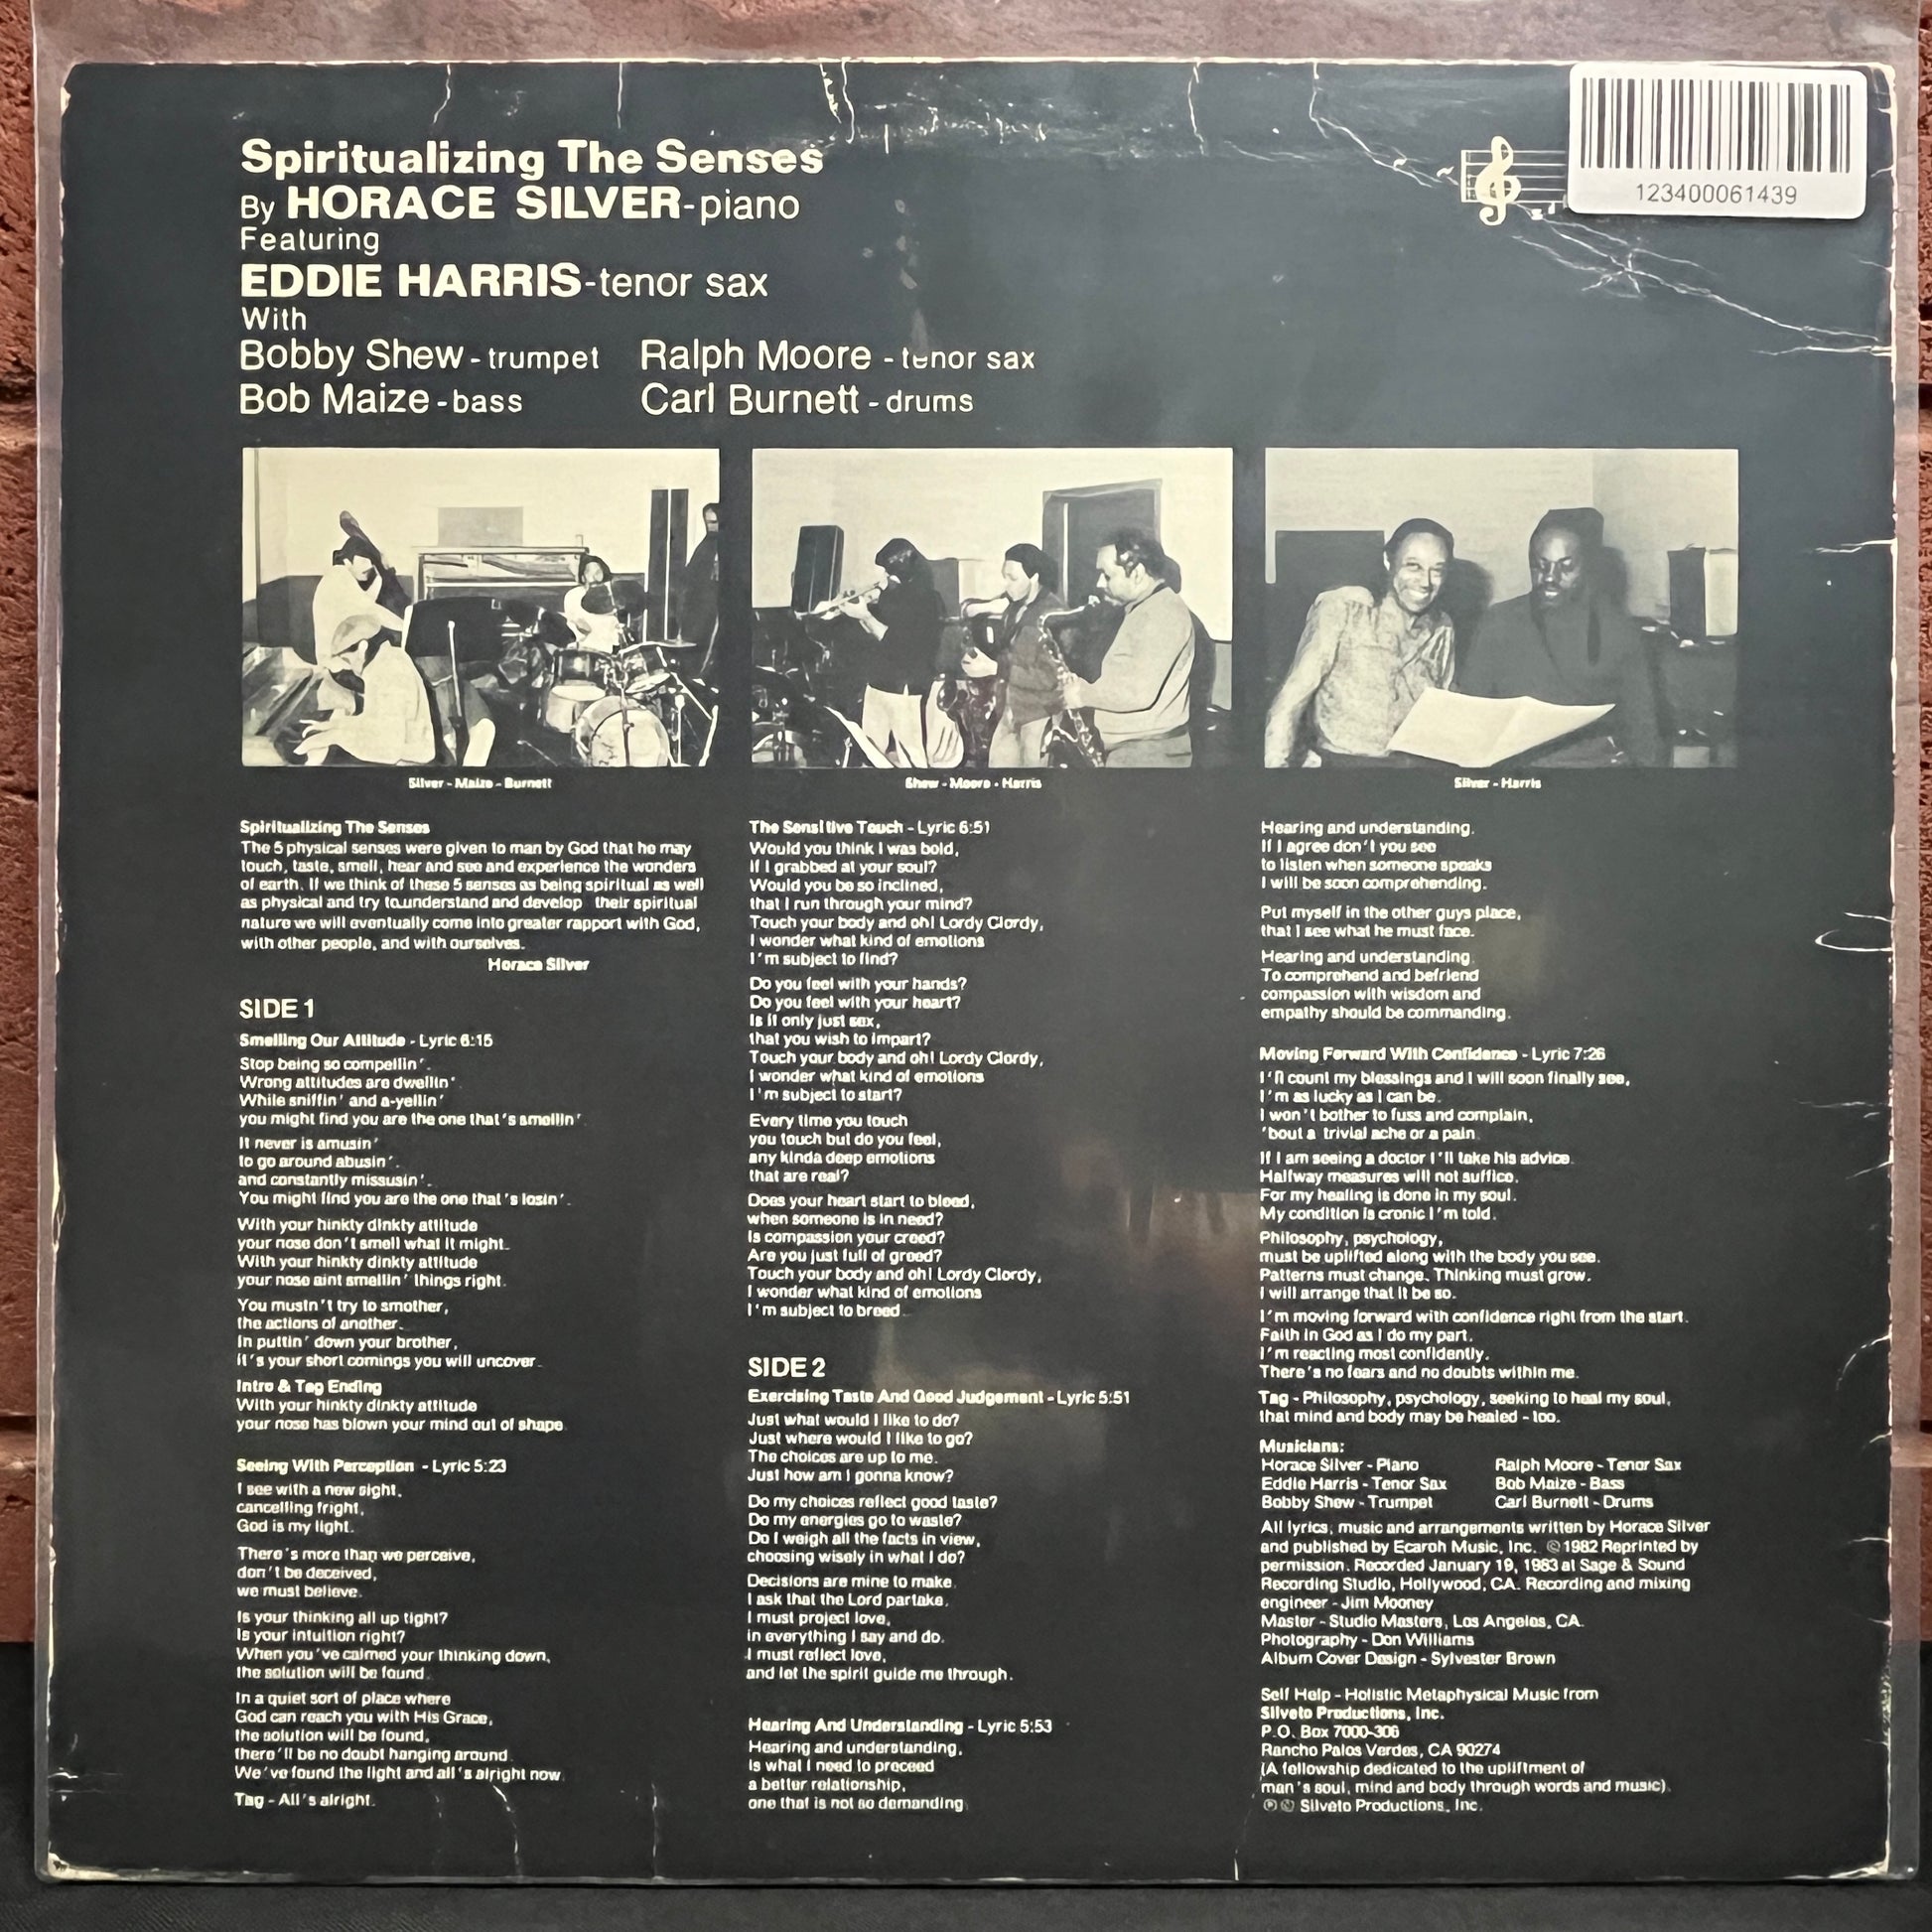 Spiritualizing The Senses
By HORACE SILVER-piano
Featuring
EDDIE HARRIS-tenor sax
With
Bobby Shew - trumpet Ralph Moore - tenor sax
Bob Maize - bass Carl Burnett - drums
123400061439
Silver - Maize - Burnett
Shew - Moore - Harris
Silver - Harris
Spiritualizing The Senses
The 5 physical senses were given to man by God that he may
touch, taste, smell, hear and see and experience the wonders
of earth. If we think of these 5 senses as being spiritual as well
as physical and try to understand and develop their spiritual
nature we will eventually come into greater rapport with God,
with other people, and with ourselves.
Horace Silver
SIDE 1
Smelling Our Attitude - Lyric 6:15
Stop being so compellin'.
Wrong attitudes are dwellin'.
While sniffin' and a-yellin'
you might find you are the one that's smellin'.
It never is amusin'
to go around abusin'.
and constantly missusin'.
You might find you are the one that's losin'.
With your hinkty dinkty attitude
your nose don't smell what it might.
With your hinkty dinkty attitude
your nose aint smellin' things right.
You mustn't try to smother,
the actions of another.
In puttin' down your brother,
it's your short comings you will uncover.
Intro & Tag Ending
With your hinkty dinkty attitude
your nose has blown your mind out of shape.
Seeing With Perception - Lyric 5:23
I see with a new sight,
cancelling fright,
God is my light.
There's more than we perceive,
don't be deceived,
we must believe.
Is your thinking all up tight?
Is your intuition right?
When you've calmed your thinking down,
the solution will be found.
In a quiet sort of place where
God can reach you with His Grace,
the solution will be found,
there'll be no doubt hanging around.
We've found the light and all's alright now.
Tag - All's alright.
The Sensitive Touch - Lyric 6:51
Would you think I was bold,
If I grabbed at your soul?
Would you be so inclined,
that I run through your mind?
Touch your body and oh! Lordy Clordy,
I wonder what kind of emotions
I'm subject to find?
Do you feel with your hands?
Do you feel with your heart?
Is it only just sex,
that you wish to impart?
Touch your body and oh! Lordy Clordy,
I wonder what kind of emotions
I'm subject to start?
Every time you touch
you touch but do you feel,
any kinda deep emotions
that are real?
Does your heart start to bleed,
when someone is in need?
Is compassion your creed?
Are you just full of greed?
Touch your body and oh! Lordy Clordy,
I wonder what kind of emotions
I'm subject to breed.
SIDE 2
Exercising Taste And Good Judgement - Lyric 5:51
Just what would I like to do?
Just where would I like to go?
The choices are up to me.
Just how am I gonna know?
Do my choices reflect good taste?
Do my energies go to waste?
Do I weigh all the facts in view,
choosing wisely in what I do?
Decisions are mine to make.
I ask that the Lord partake.
I must project love,
in everything I say and do.
I must reflect love,
and let the spirit guide me through.
Hearing And Understanding - Lyric 5:53
Hearing and understanding,
Is what I need to proceed
a better relationship,
one that is not so demanding.
Hearing and understanding.
If I agree don't you see
to listen when someone speaks
I will be soon comprehending.
Put myself in the other guys place,
that I see what he must face.
Hearing and understanding.
To comprehend and befriend
compassion with wisdom and
empathy should be commanding.
Moving Forward With Confidence - Lyric 7:26
I'll count my blessings and I will soon finally see,
I'm as lucky as I can be.
I won't bother to fuss and complain,
'bout a trivial ache or a pain.
If I am seeing a doctor I'll take his advice.
Halfway measures will not suffice.
For my healing is done in my soul.
My condition is cronic I'm told.
Philosophy, psychology,
must be uplifted along with the body you see.
Patterns must change. Thinking must grow.
I will arrange that it be so.
I'm moving forward with confidence right from the start.
Faith in God as I do my part.
I'm reacting most confidently.
There's no fears and no doubts within me.
Tag - Philosophy, psychology, seeking to heal my soul,
that mind and body may be healed - too.
Musicians:
Horace Silver - Piano Ralph Moore - Tenor Sax
Eddie Harris - Tenor Sax Bob Maize - Bass
Bobby Shew - Trumpet Carl Burnett - Drums
All lyrics, music and arrangements written by Horace Silver
and published by Ecaroh Music, Inc. © 1982 Reprinted by
permission. Recorded January 19, 1983 at Sage & Sound
Recording Studio, Hollywood, CA. Recording and mixing
engineer - Jim Mooney
Master - Studio Masters, Los Angeles, CA.
Photography - Don Williams
Album Cover Design - Sylvester Brown
Self Help - Holistic Metaphysical Music from
Silveto Productions, Inc.
P.O. Box 7000-306
Rancho Palos Verdes, CA 90274
(A fellowship dedicated to the upliftment of
man's soul, mind and body through words and music).
℗ © Silveto Productions, Inc.